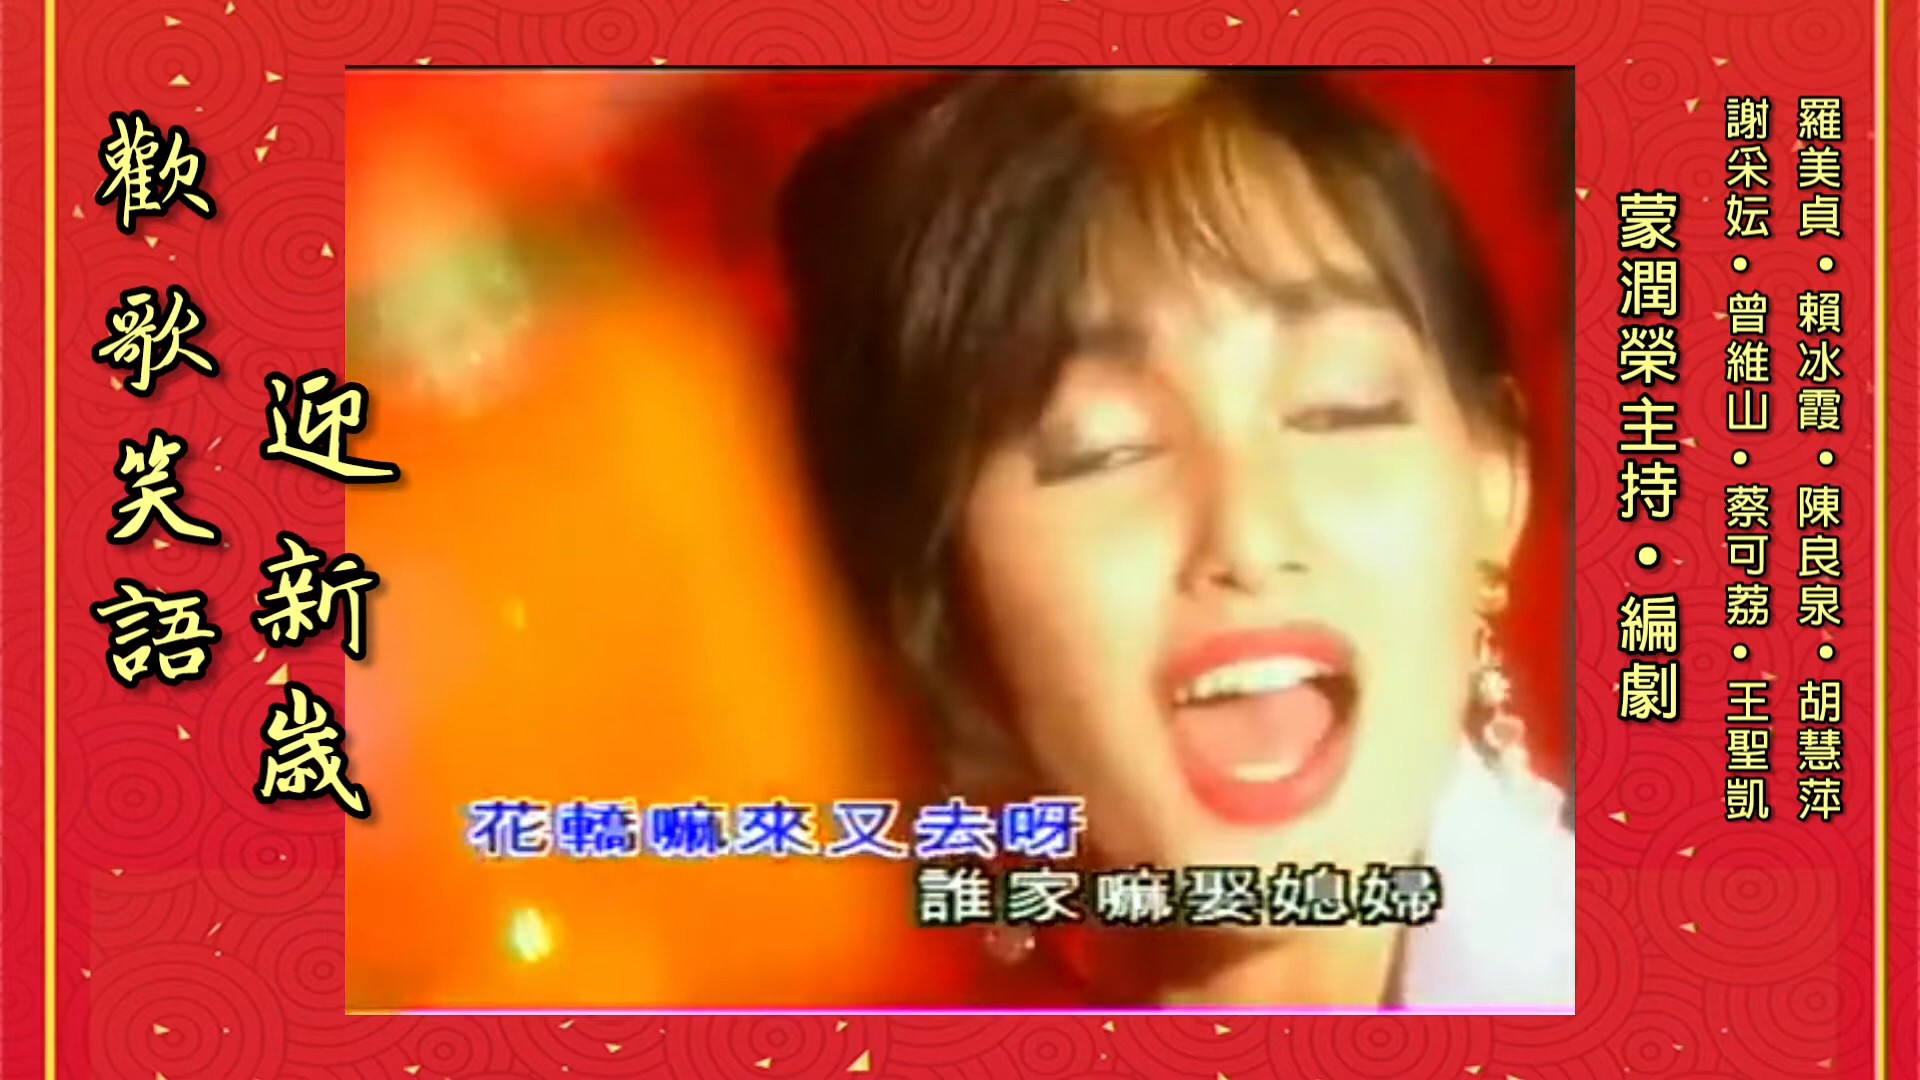 歡歌笑語
迎新歲
羅美貞・賴冰霞・陳良泉・胡慧萍
謝采妘・曾維山・蔡可荔・王聖凱
蒙潤榮主持・編劇
花轎嘛來又去呀
誰家嘛娶媳婦